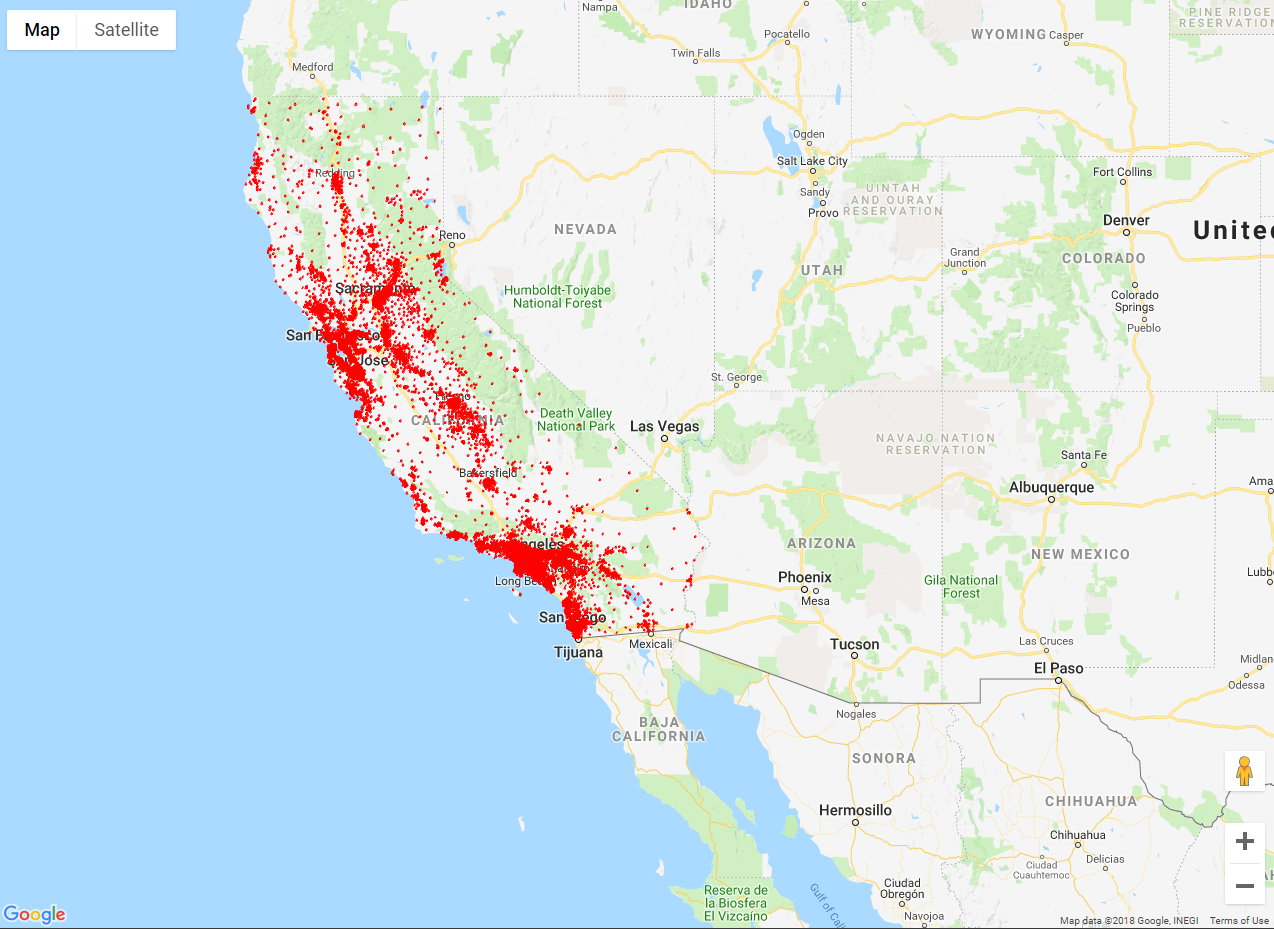 Map
Satellite
Nampa
IDAHO
PINE RIDGE
RESERVATION
Pocatello
WYOMING
Casper
Twin Falls
Medford
Ogden
Salt Lake City
Redding
Sandy
UINTAH
AND OURAY
RESERVATION
Provo
Fort Collins
Denver
United
NEVADA
Reno
Grand
Junction
COLORADO
UTAH
Sacramento
Humboldt-Toiyabe
National Forest
Colorado
Springs
Pueblo
San Francisco
San Jose
St. George
Fresno
CALIFORNIA
Death Valley
National Park
Las Vegas
NAVAJO NATION
RESERVATION
Santa Fe
Bakersfield
Albuquerque
Ama
Angeles
ARIZONA
NEW MEXICO
Long Be
Phoenix
Mesa
Gila National
Forest
Lubb
San Diego
Tijuana
Mexicali
Tucson
Las Cruces
El Paso
Midlan
Odessa
Nogales
BAJA
CALIFORNIA
SONORA
CHIHUAHUA
Hermosillo
Chihuahua
Delicias
Ciudad
Cuauhtemoc
Reserva de
la Biosfera
El Vizcaíno
Gulf of Cali
Ciudad
Obregón
Navojoa
Google
Map data ©2018 Google, INEGI
Terms of Use